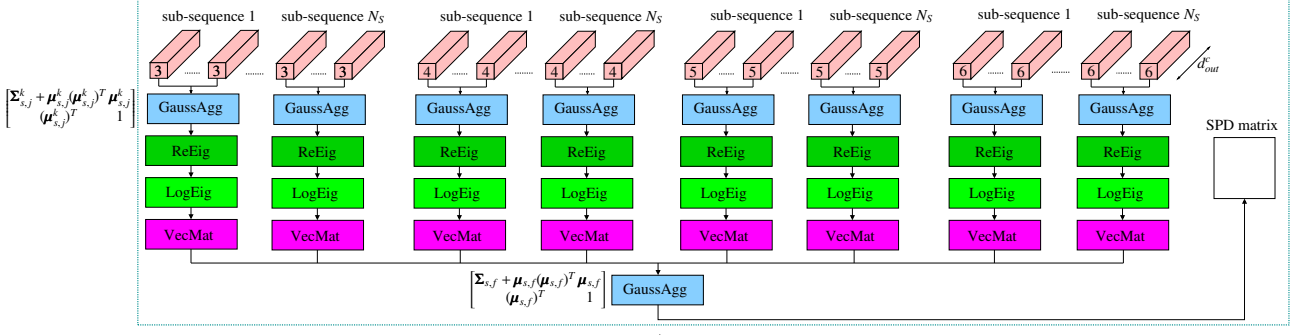 sub-sequence 1 sub-sequence N_S sub-sequence 1 sub-sequence N_S sub-sequence 1 sub-sequence N_S sub-sequence 1 sub-sequence N_S
3 ...... 3 ...... 3 ...... 3 4 ...... 4 ...... 4 ...... 4 5 ...... 5 ...... 5 ...... 5 6 ...... 6 ...... 6 ...... 6 d^c_{out}
[Σ^k_{s,j} + μ^k_{s,j}(μ^k_{s,j})^T μ^k_{s,j}]
[(μ^k_{s,j})^T 1]
GaussAgg GaussAgg GaussAgg GaussAgg GaussAgg GaussAgg GaussAgg GaussAgg
SPD matrix
ReEig ReEig ReEig ReEig ReEig ReEig ReEig ReEig
LogEig LogEig LogEig LogEig LogEig LogEig LogEig LogEig
VecMat VecMat VecMat VecMat VecMat VecMat VecMat VecMat
[Σ_{s,f} + μ_{s,f}(μ_{s,f})^T μ_{s,f}]
[(μ_{s,f})^T 1]
GaussAgg